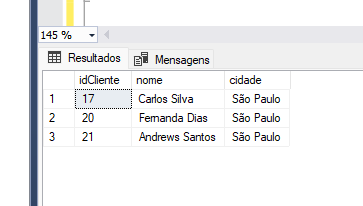 145 %
Resultados Mensagens
idCliente nome cidade
1 17 Carlos Silva São Paulo
2 20 Fernanda Dias São Paulo
3 21 Andrews Santos São Paulo